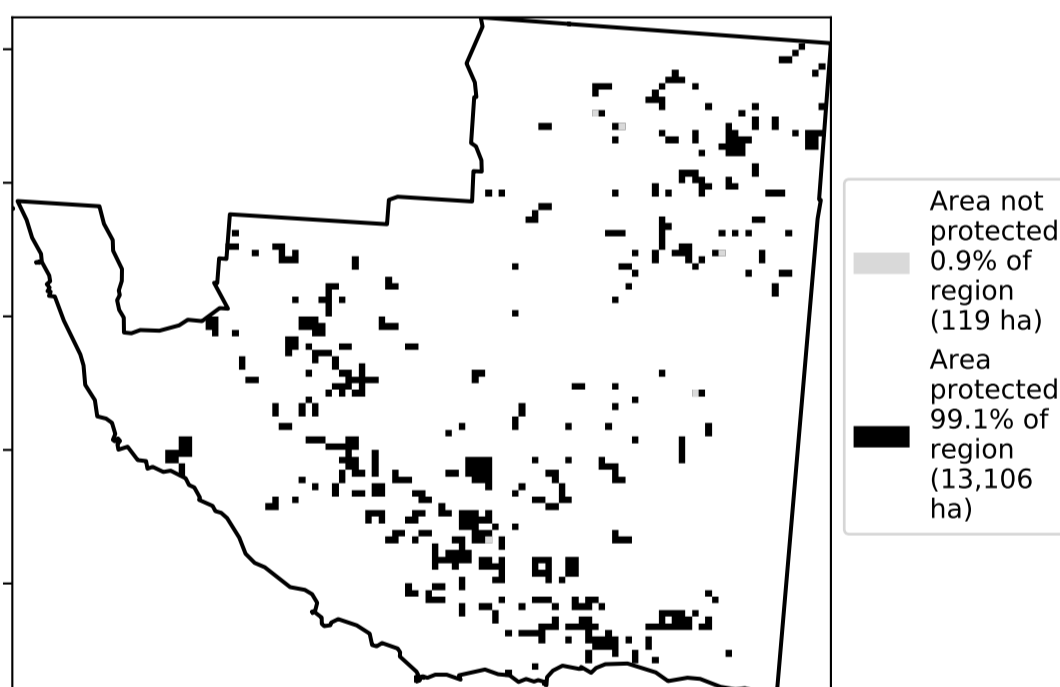 Area not
protected
0.9% of
region
(119 ha)
Area
protected
99.1% of
region
(13,106
ha)